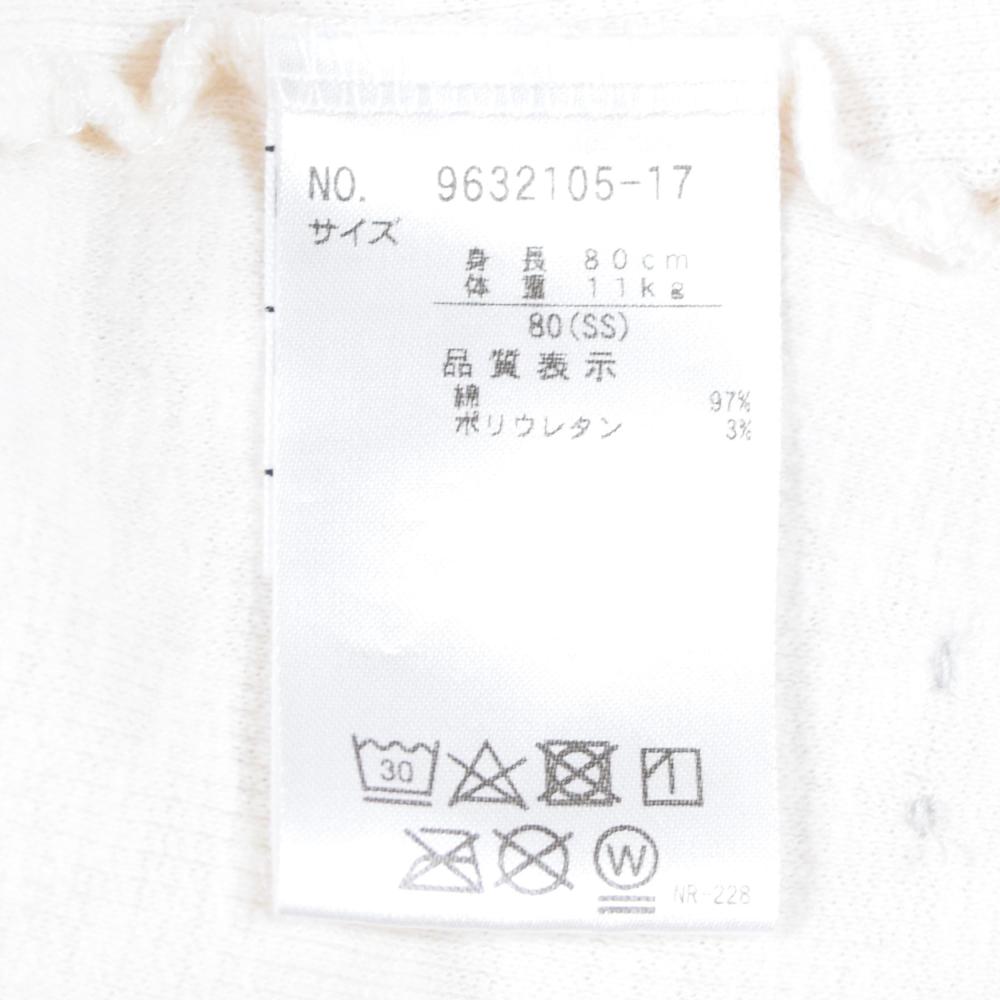 NO. 9632105-17
サイズ
身長 80cm
体重 11kg
80(SS)
品質表示
綿 97%
ポリウレタン 3%
30
W
NR-228